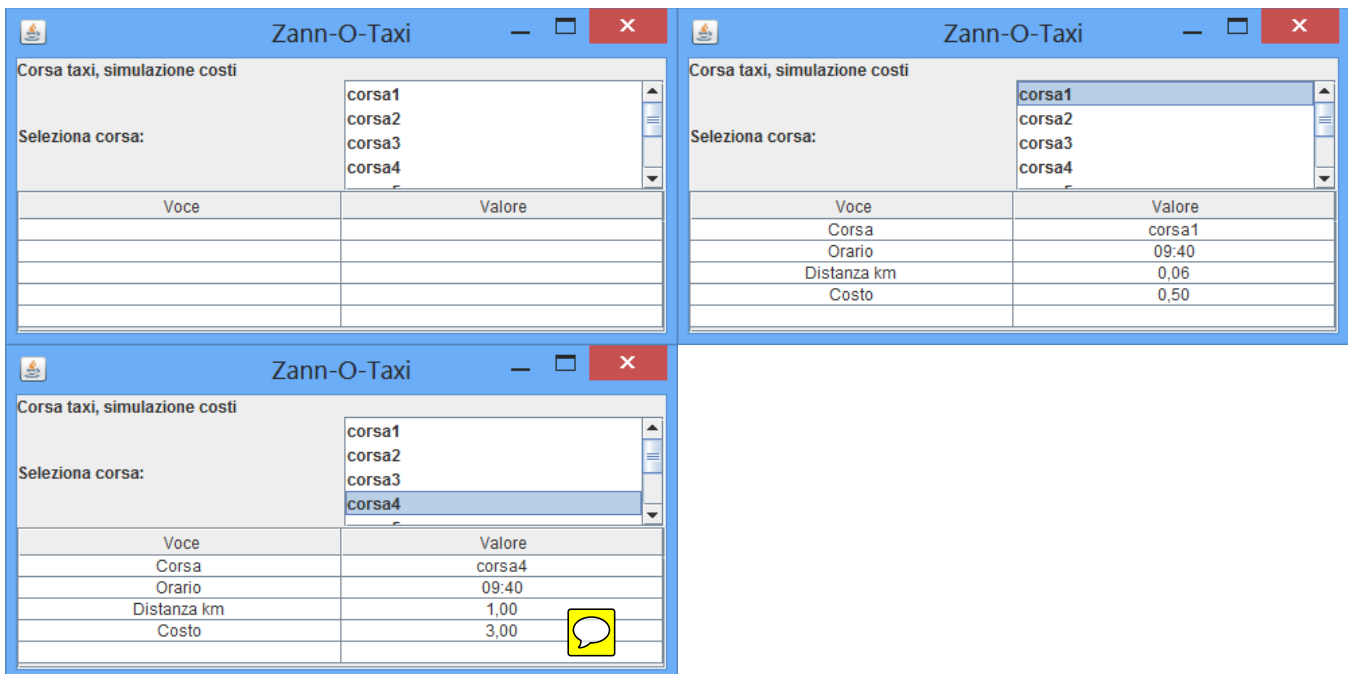 Zann-O-Taxi
Corsa taxi, simulazione costi
Seleziona corsa:
corsa1
corsa2
corsa3
corsa4
Voce Valore
Zann-O-Taxi
Corsa taxi, simulazione costi
Seleziona corsa:
corsa1
corsa2
corsa3
corsa4
Voce Valore
Corsa corsa1
Orario 09:40
Distanza km 0,06
Costo 0,50
Zann-O-Taxi
Corsa taxi, simulazione costi
Seleziona corsa:
corsa1
corsa2
corsa3
corsa4
Voce Valore
Corsa corsa4
Orario 09:40
Distanza km 1,00
Costo 3,00